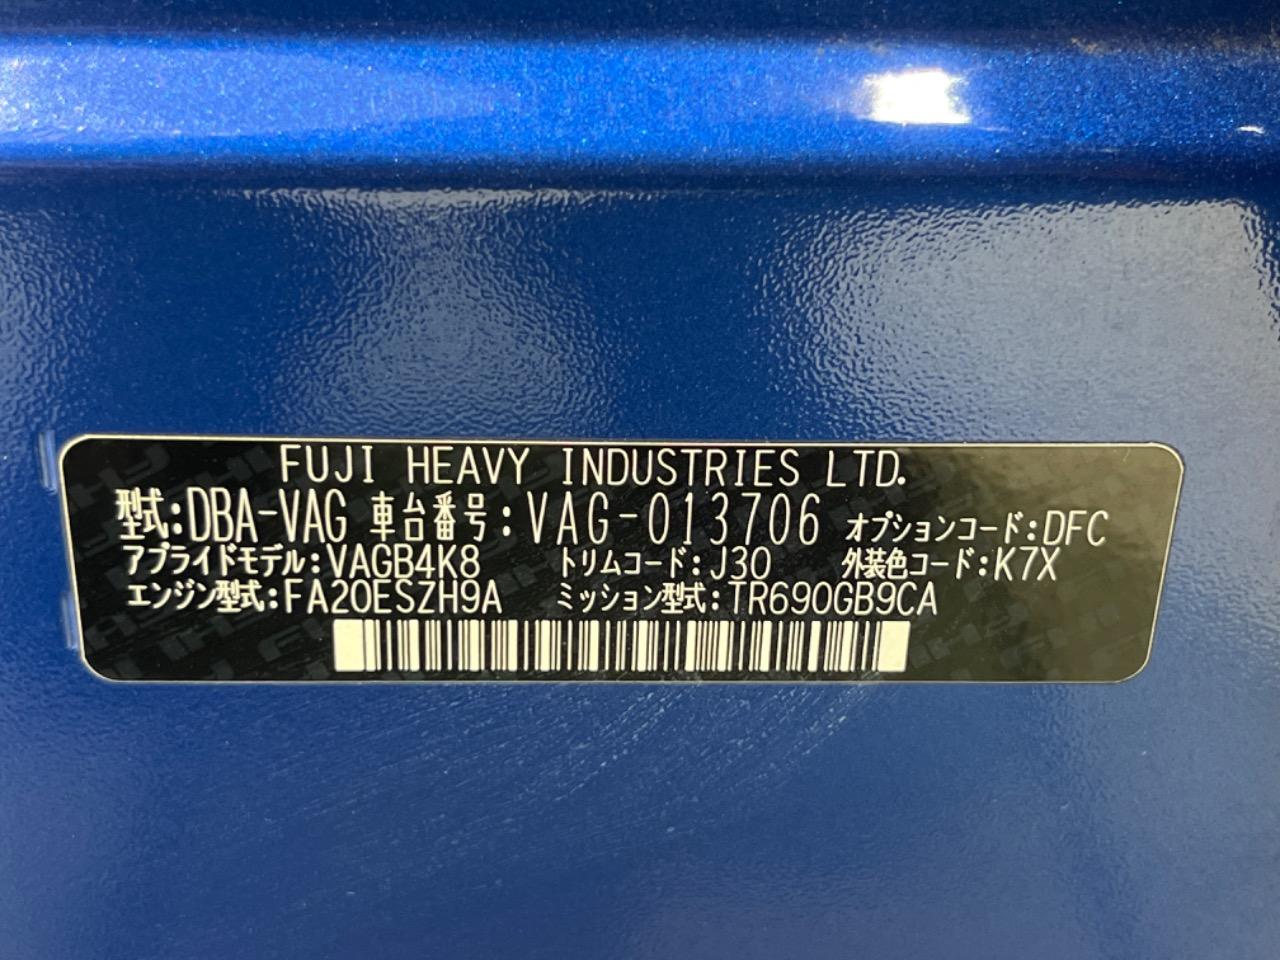 FUJI HEAVY INDUSTRIES LTD.
型式:DBA-VAG 車台番号:VAG-013706 オプションコード:DFC
アプライドモデル:VAGB4K8 トリムコード:J30 外装色コード:K7X
エンジン型式:FA20ESZH9A ミッション型式:TR690GB9CA